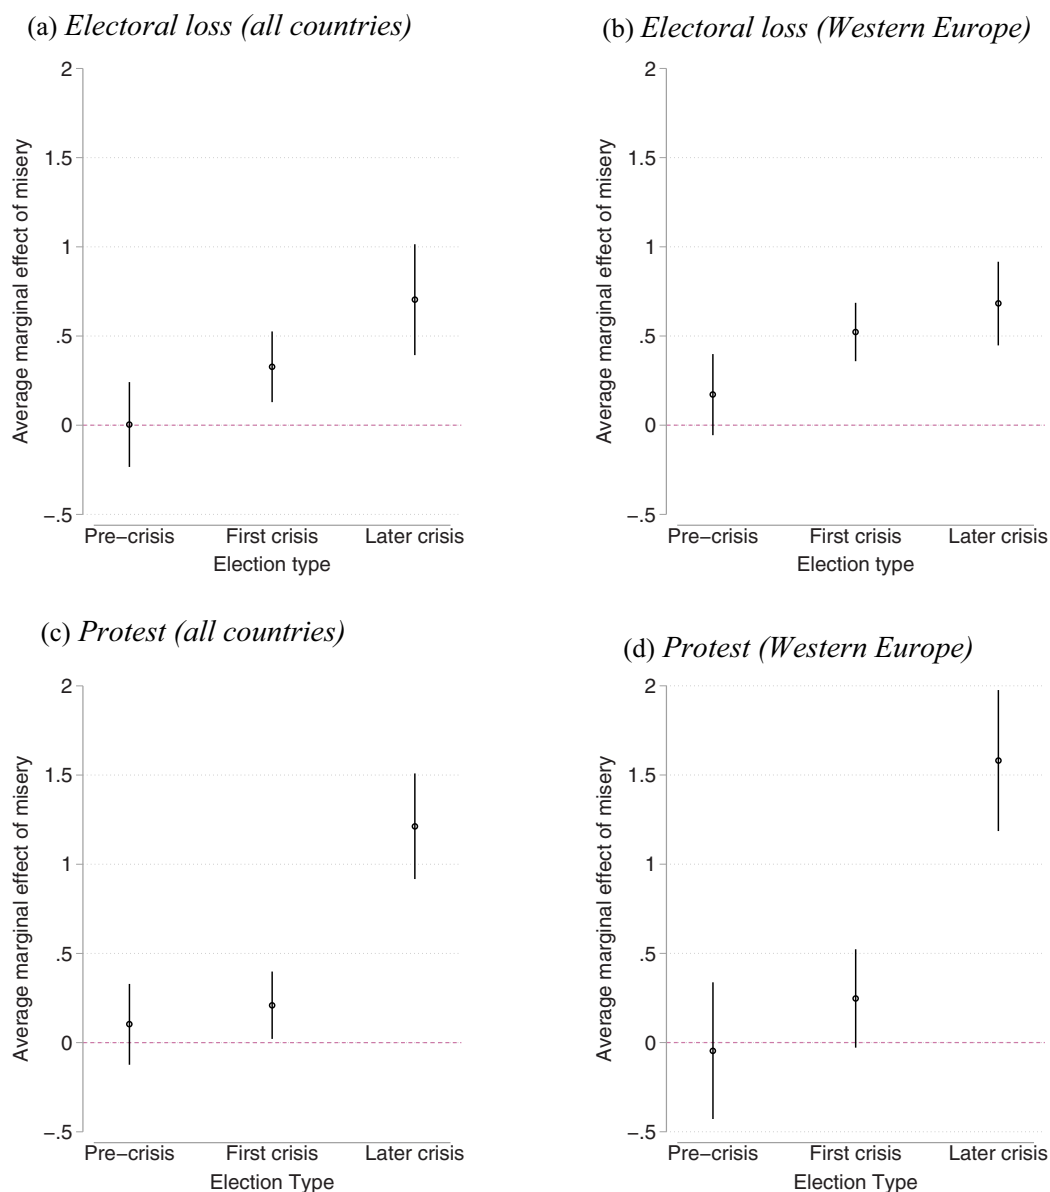 (a) Electoral loss (all countries)
2
1.5
1
.5
0
−.5
Average marginal effect of misery
Pre−crisis First crisis Later crisis
Election type
(b) Electoral loss (Western Europe)
2
1.5
1
.5
0
−.5
Average marginal effect of misery
Pre−crisis First crisis Later crisis
Election type
(c) Protest (all countries)
2
1.5
1
.5
0
−.5
Average marginal effect of misery
Pre−crisis First crisis Later crisis
Election Type
(d) Protest (Western Europe)
2
1.5
1
.5
0
−.5
Average marginal effect of misery
Pre−crisis First crisis Later crisis
Election Type